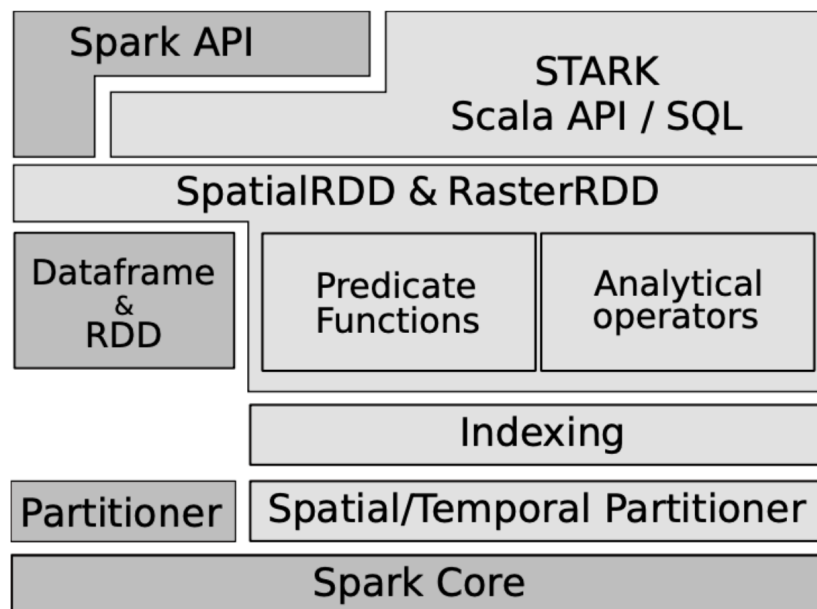 Spark API
STARK
Scala API / SQL
SpatialRDD & RasterRDD
Dataframe
&
RDD
Predicate
Functions
Analytical
operators
Indexing
Partitioner
Spatial/Temporal Partitioner
Spark Core